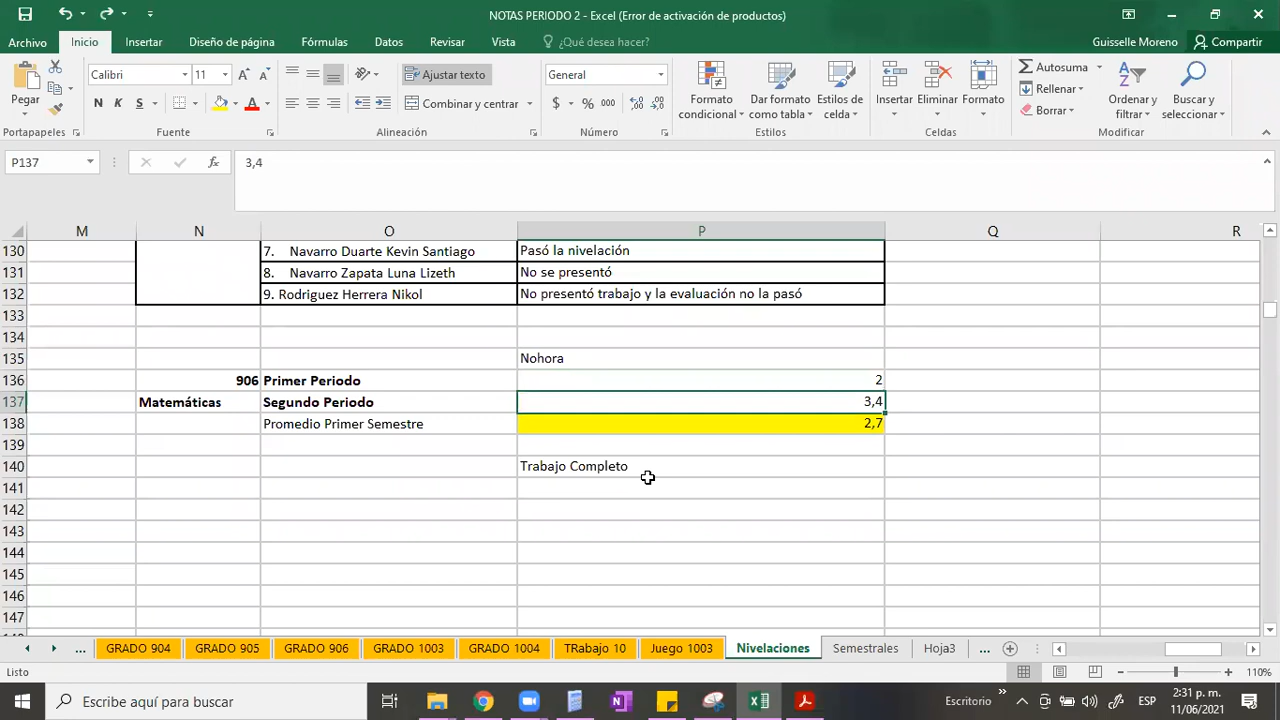 NOTAS PERIODO 2 - Excel (Error de activación de productos)
Archivo Inicio Insertar Diseño de página Fórmulas Datos Revisar Vista ¿Qué desea hacer? Guisselle Moreno Compartir
Pegar Calibri 11 Ajustar texto General Formato condicional Dar formato como tabla Estilos de celda Insertar Eliminar Formato Autosuma Rellenar Borrar Ordenar y filtrar Buscar y seleccionar
N K S Combinar y centrar $ % 000
Portapapeles Fuente Alineación Número Estilos Celdas Modificar
P137 fx 3,4
M N O P Q R
130 7. Navarro Duarte Kevin Santiago Pasó la nivelación
131 8. Navarro Zapata Luna Lizeth No se presentó
132 9. Rodriguez Herrera Nikol No presentó trabajo y la evaluación no la pasó
133
134
135 Nohora
136 906 Primer Periodo 2
137 Matemáticas Segundo Periodo 3,4
138 Promedio Primer Semestre 2,7
139
140 Trabajo Completo
141
142
143
144
145
146
147
... GRADO 904 GRADO 905 GRADO 906 GRADO 1003 GRADO 1004 TRabajo 10 Juego 1003 Nivelaciones Semestrales Hoja3 ...
Listo 110%
Escribe aquí para buscar Escritorio ESP 2:31 p. m.
11/06/2021